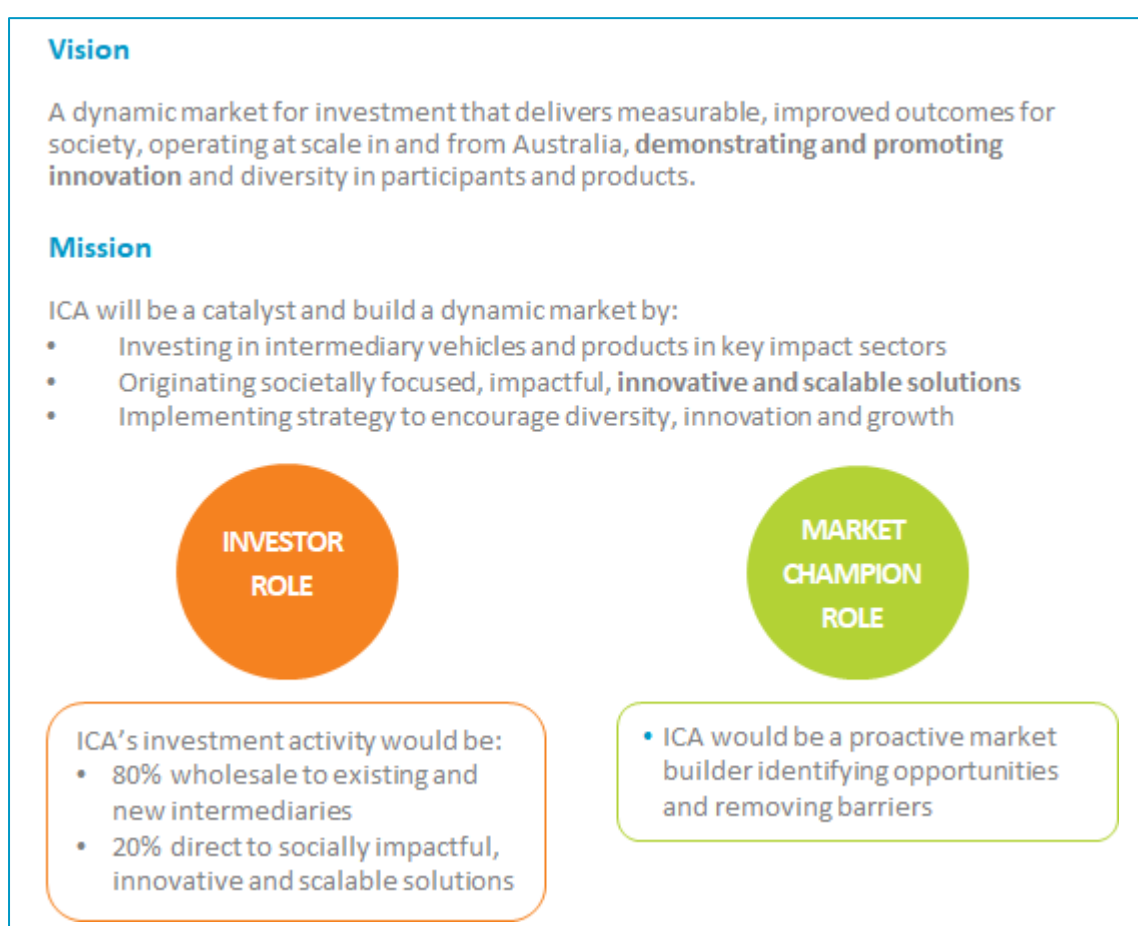 Vision
A dynamic market for investment that delivers measurable, improved outcomes for
society, operating at scale in and from Australia, demonstrating and promoting
innovation and diversity in participants and products.
Mission
ICA will be a catalyst and build a dynamic market by:
• Investing in intermediary vehicles and products in key impact sectors
• Originating societally focused, impactful, innovative and scalable solutions
• Implementing strategy to encourage diversity, innovation and growth
INVESTOR
ROLE
ICA's investment activity would be:
• 80% wholesale to existing and
new intermediaries
• 20% direct to socially impactful,
innovative and scalable solutions
MARKET
CHAMPION
ROLE
• ICA would be a proactive market
builder identifying opportunities
and removing barriers